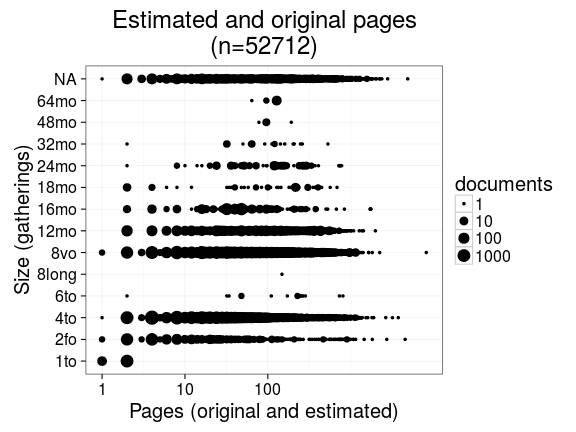 Estimated and original pages
(n=52712)
NA
64mo
48mo
32mo
24mo
18mo
16mo
12mo
8vo
8long
6to
4to
2fo
1to
Size (gatherings)
1 10 100
Pages (original and estimated)
documents
1
10
100
1000